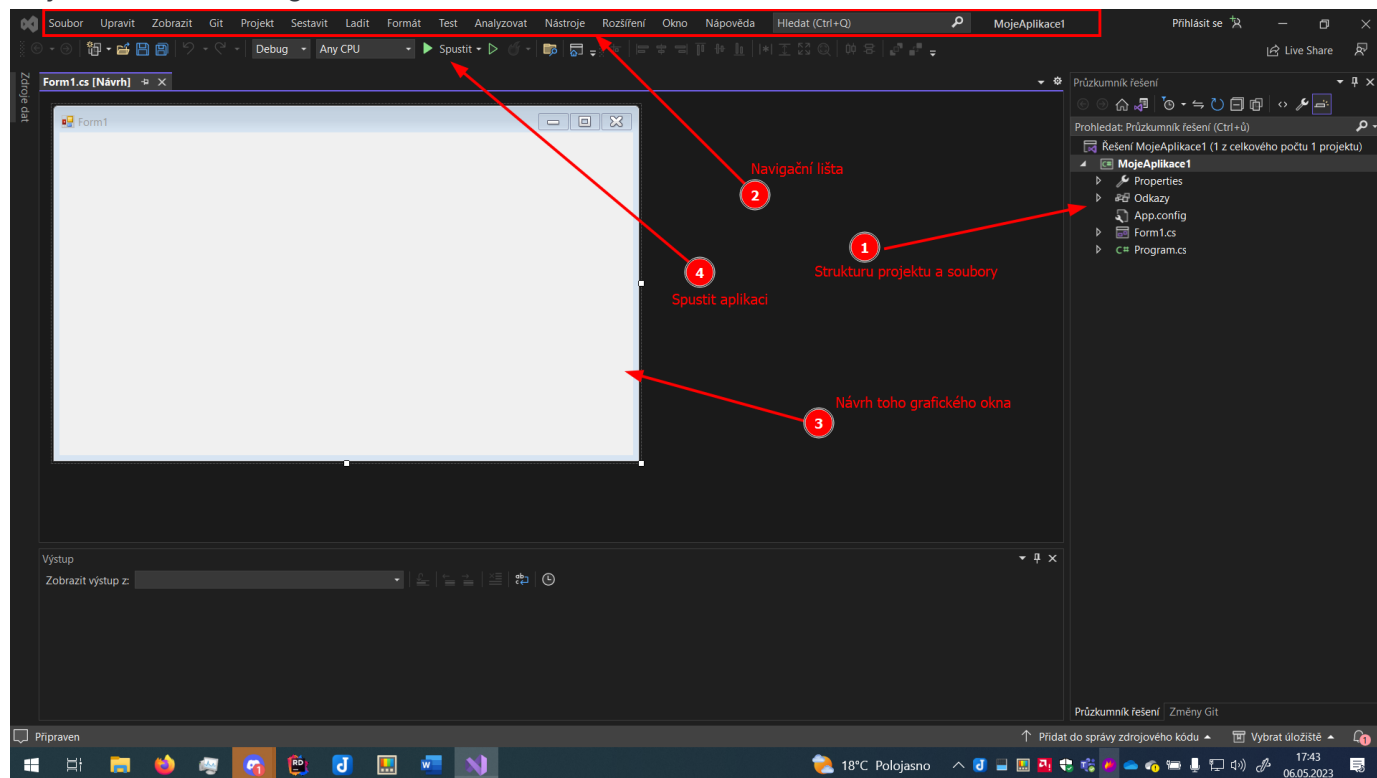 Soubor Upravit Zobrazit Git Projekt Sestavit Ladit Formát Test Analyzovat Nástroje Rozšíření Okno Nápověda Hledat (Ctrl+Q) MojeAplikace1 Přihlásit se
Debug Any CPU Spustit Live Share
Zdroje dat
Form1.cs [Návrh]
Form1
Navigační lišta
2
1
Strukturu projektu a soubory
4
Spustit aplikaci
Návrh toho grafického okna
3
Průzkumník řešení
Prohledat: Průzkumník řešení (Ctrl+ů)
Řešení MojeAplikace1 (1 z celkového počtu 1 projektu)
MojeAplikace1
Properties
Odkazy
App.config
Form1.cs
C# Program.cs
Výstup
Zobrazit výstup z:
Průzkumník řešení Změny Git
Připraven Přidat do správy zdrojového kódu Vybrat úložiště 1
18°C Polojasno 17:43
06.05.2023